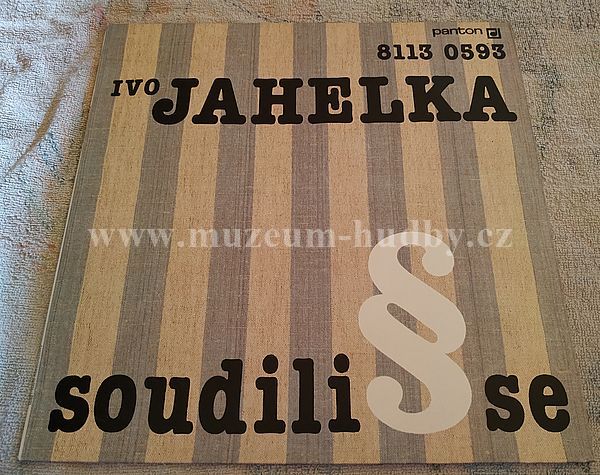 panton
8113 0593
IVO JAHELKA
www.muzeum-hudby.cz
soudili § se